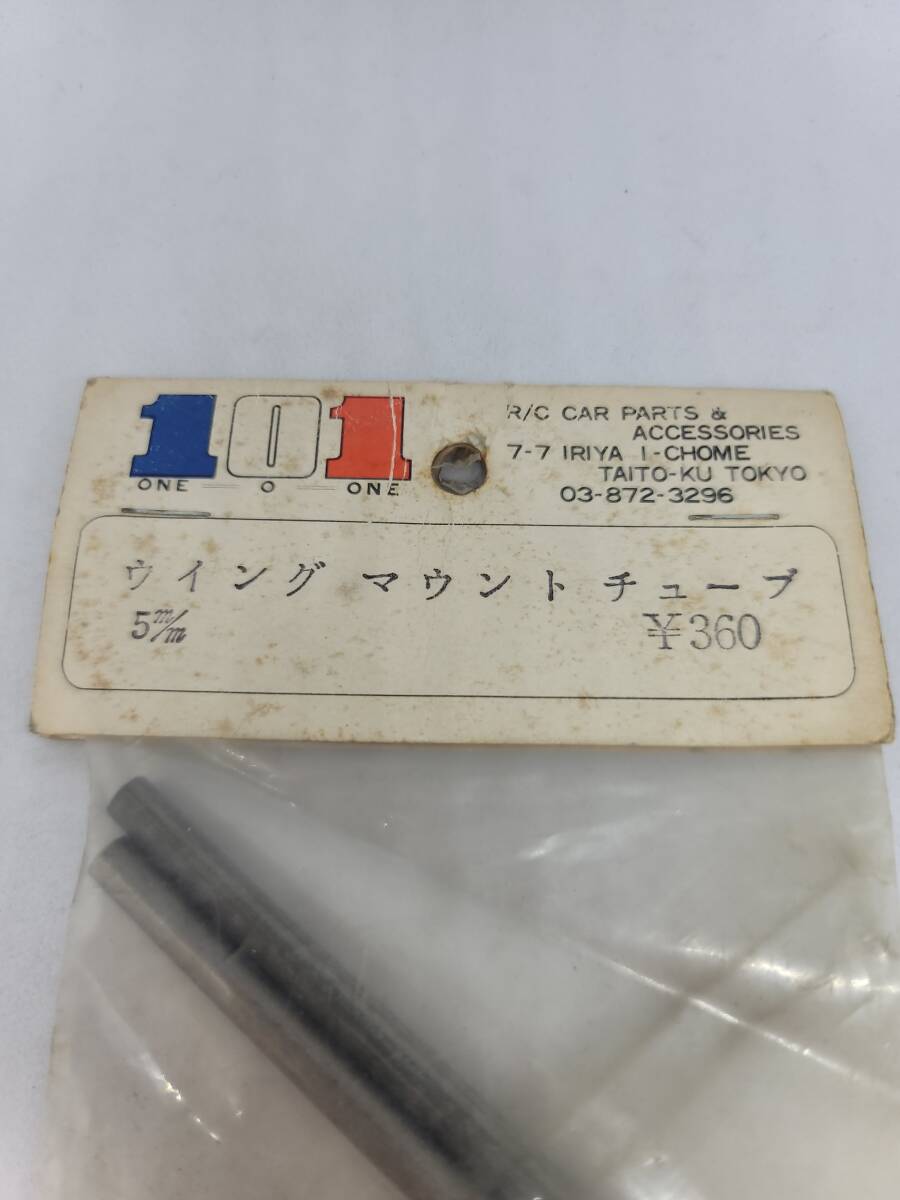 101
ONE O ONE
R/C CAR PARTS &
ACCESSORIES
7-7 IRIYA 1-CHOME
TAITO-KU TOKYO
03-872-3296
ウイング マウント チューブ
5m/m
¥360